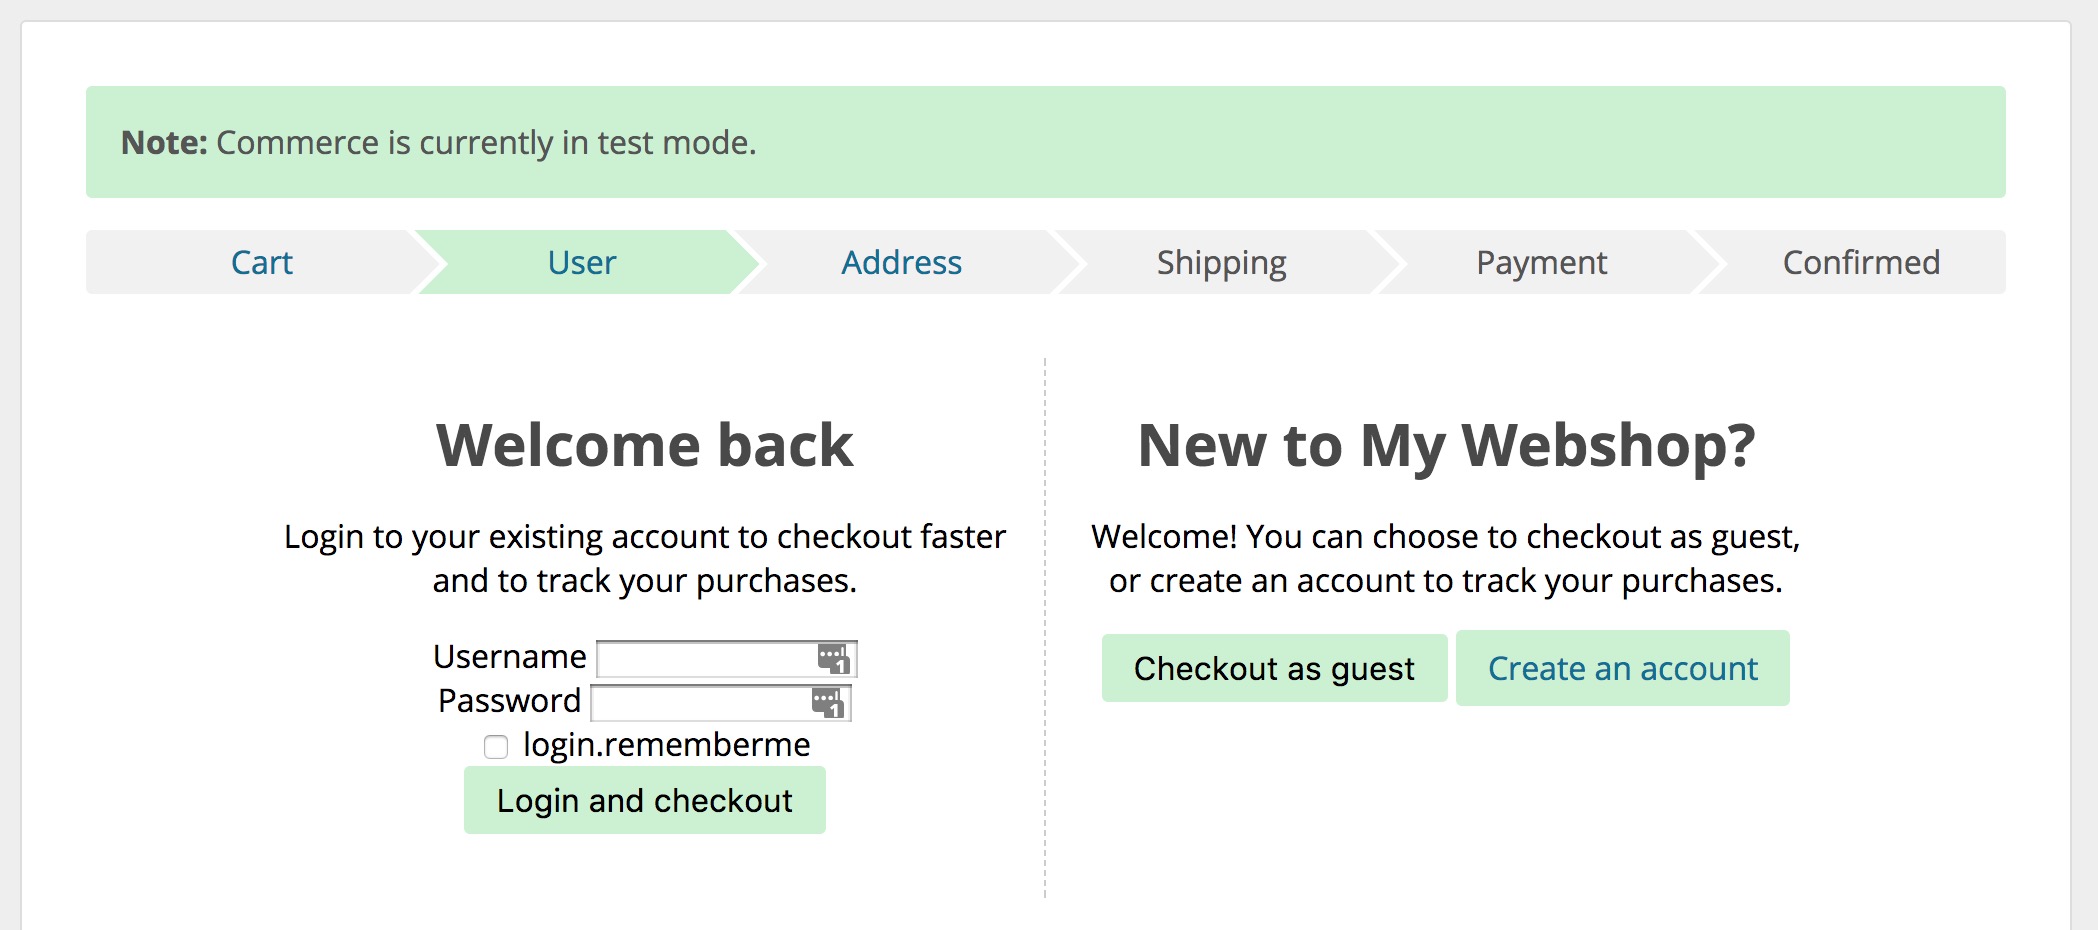 Note: Commerce is currently in test mode.
Cart User Address Shipping Payment Confirmed
Welcome back
Login to your existing account to checkout faster
and to track your purchases.
Username
1
Password
1
login.rememberme
Login and checkout
New to My Webshop?
Welcome! You can choose to checkout as guest,
or create an account to track your purchases.
Checkout as guest Create an account